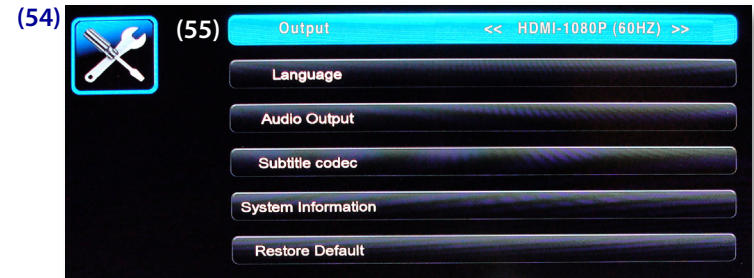 (54)
(55)
Output << HDMI-1080P (60HZ) >>
Language
Audio Output
Subtitle codec
System Information
Restore Default